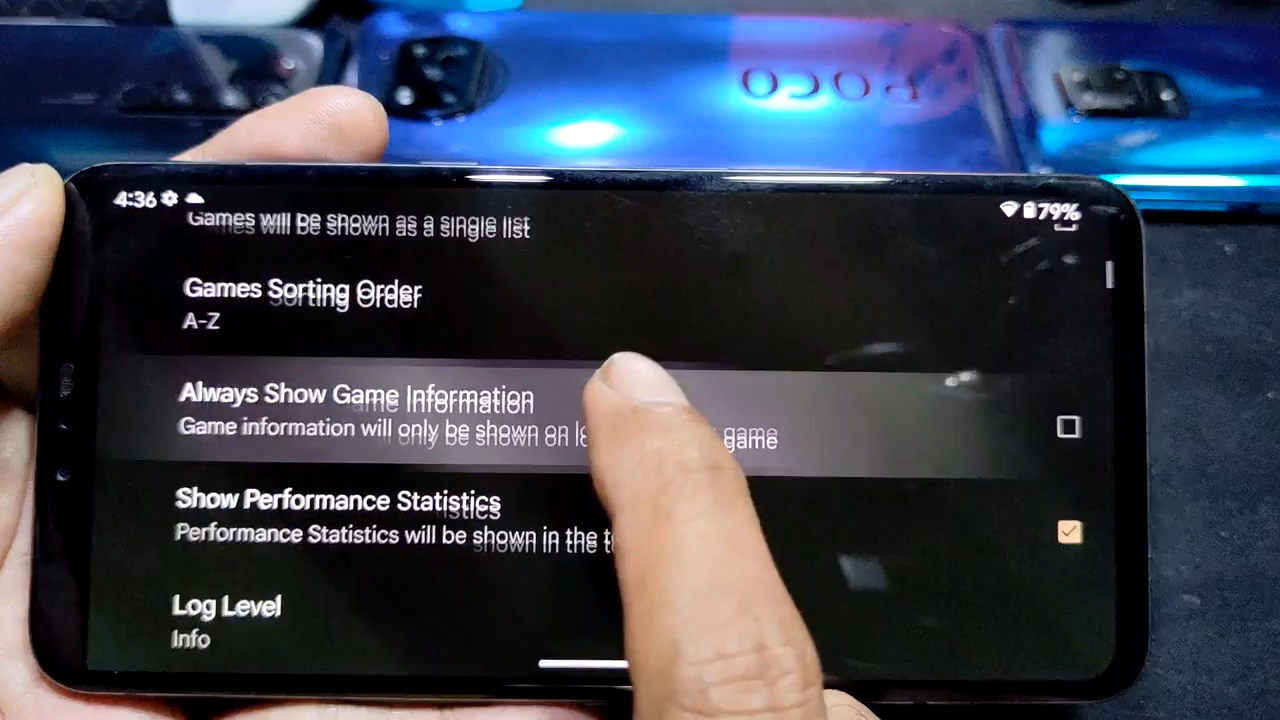 POCO
4:36
79%
Games will be shown as a single list
Games Sorting Order
A-Z
Always Show Game Information
Game information will only be shown on game
Show Performance Statistics
Performance Statistics will be shown in the
Log Level
Info